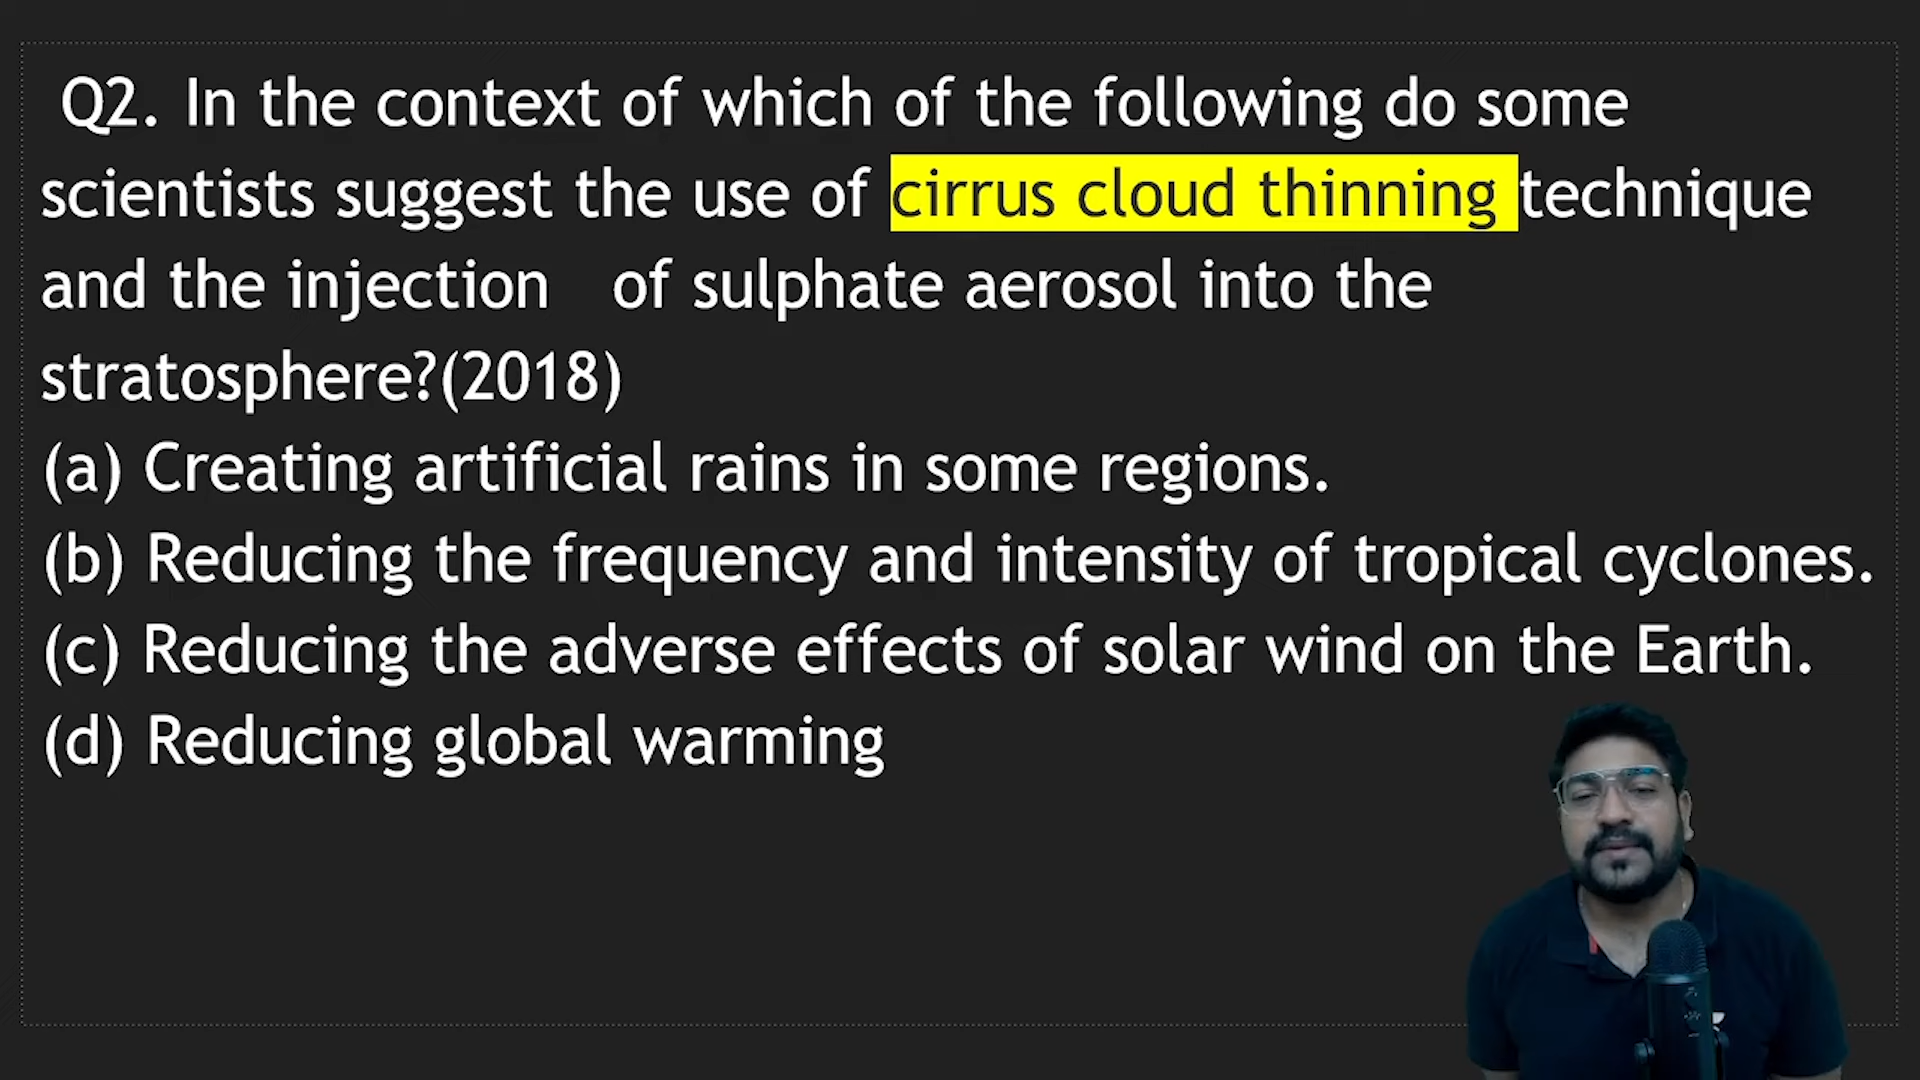 Q2. In the context of which of the following do some
scientists suggest the use of cirrus cloud thinning technique
and the injection of sulphate aerosol into the
stratosphere?(2018)
(a) Creating artificial rains in some regions.
(b) Reducing the frequency and intensity of tropical cyclones.
(c) Reducing the adverse effects of solar wind on the Earth.
(d) Reducing global warming